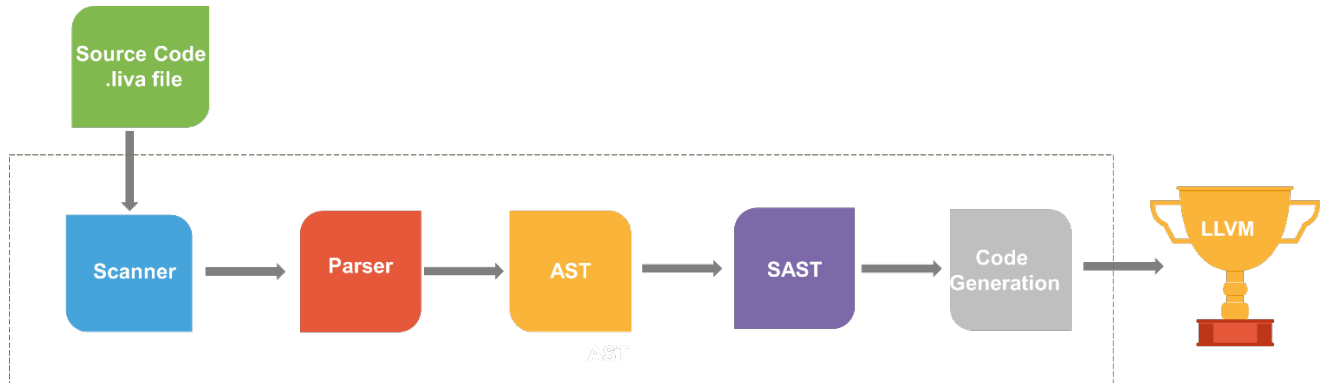 Source Code
.liva file
Scanner
Parser
AST
SAST
Code
Generation
LLVM
AST